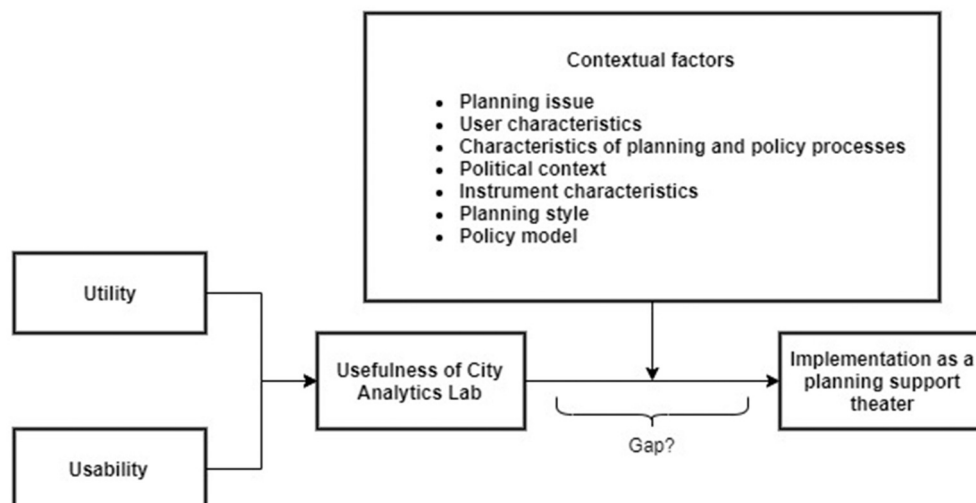 Contextual factors
• Planning issue
• User characteristics
• Characteristics of planning and policy processes
• Political context
• Instrument characteristics
• Planning style
• Policy model
Utility
Usability
Usefulness of City
Analytics Lab
Gap?
Implementation as a
planning support
theater